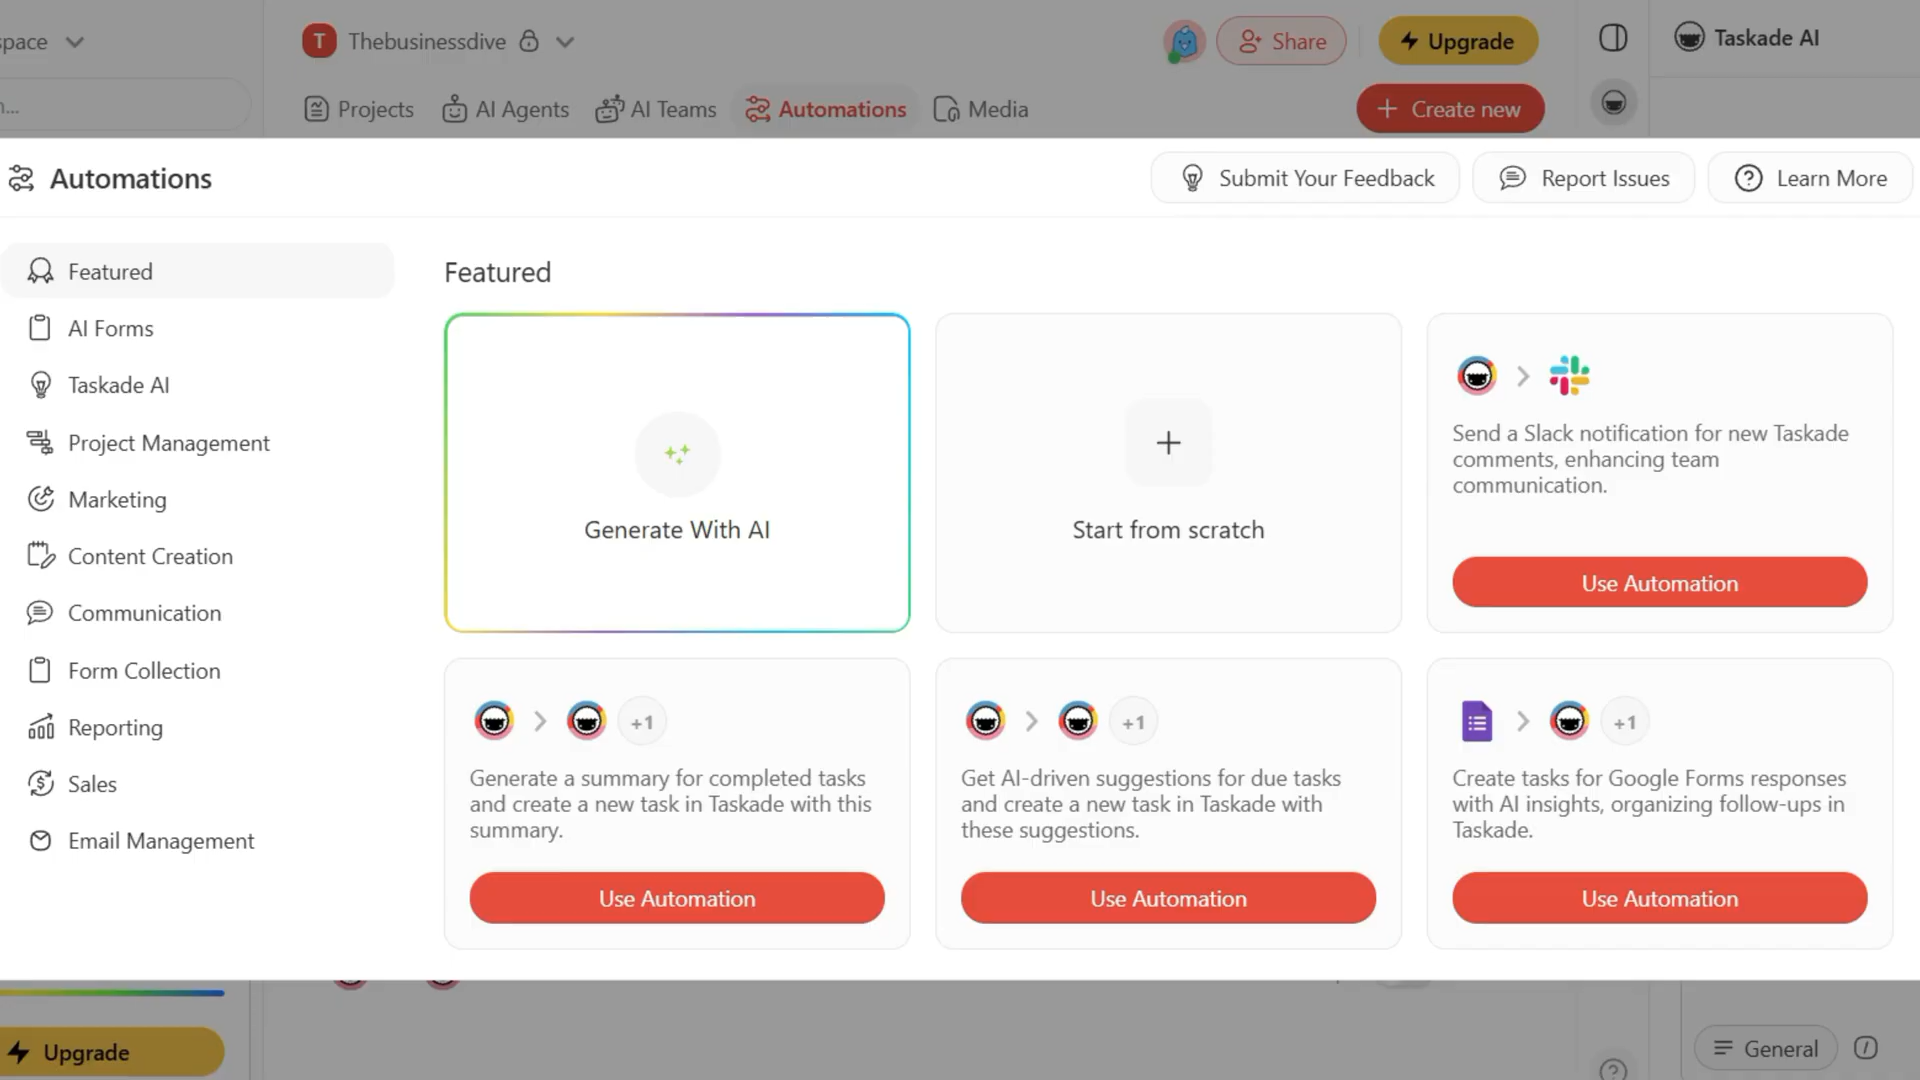 space
T Thebusinessdive
Share
Upgrade
Taskade AI
...
Projects
AI Agents
AI Teams
Automations
Media
+ Create new
Automations
Submit Your Feedback
Report Issues
Learn More
Featured
AI Forms
Taskade AI
Project Management
Marketing
Content Creation
Communication
Form Collection
Reporting
Sales
Email Management
Featured
Generate With AI
Start from scratch
Send a Slack notification for new Taskade
comments, enhancing team
communication.
Use Automation
+1
Generate a summary for completed tasks
and create a new task in Taskade with this
summary.
Use Automation
+1
Get AI-driven suggestions for due tasks
and create a new task in Taskade with
these suggestions.
Use Automation
+1
Create tasks for Google Forms responses
with AI insights, organizing follow-ups in
Taskade.
Use Automation
Upgrade
General